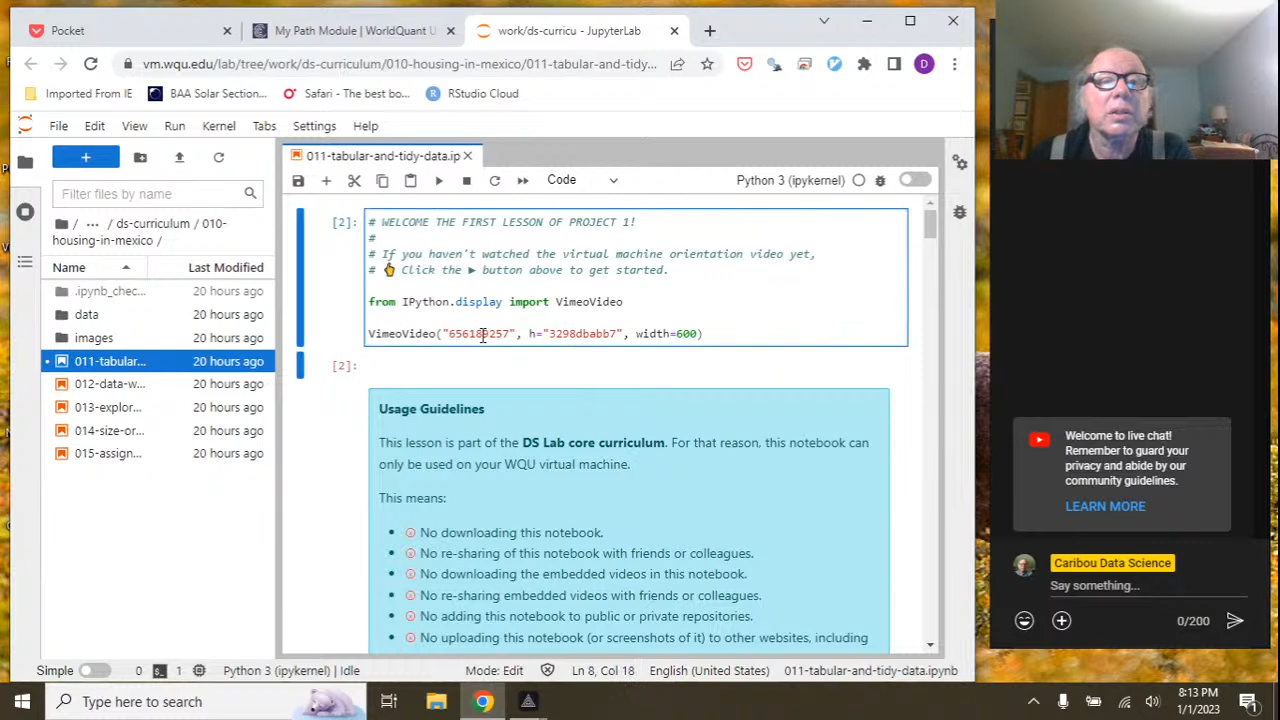 Pocket
My Path Module | WorldQuant U
work/ds-curricu - JupyterLab
vm.wqu.edu/lab/tree/work/ds-curriculum/010-housing-in-mexico/011-tabular-and-tidy-...
D
Imported From IE
BAA Solar Section...
Safari - The best bo...
RStudio Cloud
File Edit View Run Kernel Tabs Settings Help
Filter files by name
/ ... / ds-curriculum / 010-
housing-in-mexico /
Name Last Modified
.ipynb_chec... 20 hours ago
data 20 hours ago
images 20 hours ago
011-tabular... 20 hours ago
012-data-w... 20 hours ago
013-explor... 20 hours ago
014-size-or... 20 hours ago
015-assign... 20 hours ago
011-tabular-and-tidy-data.ip
Code
Python 3 (ipykernel)
[2]:
# WELCOME THE FIRST LESSON OF PROJECT 1!
#
# If you haven't watched the virtual machine orientation video yet,
# 👆 Click the ▶ button above to get started.
from IPython.display import VimeoVideo
VimeoVideo("656189257", h="3298dbabb7", width=600)
[2]:
Usage Guidelines
This lesson is part of the DS Lab core curriculum. For that reason, this notebook can
only be used on your WQU virtual machine.
This means:
• ⓧ No downloading this notebook.
• ⓧ No re-sharing of this notebook with friends or colleagues.
• ⓧ No downloading the embedded videos in this notebook.
• ⓧ No re-sharing embedded videos with friends or colleagues.
• ⓧ No adding this notebook to public or private repositories.
• ⓧ No uploading this notebook (or screenshots of it) to other websites, including
Simple 0 1 Python 3 (ipykernel) | Idle
Mode: Edit Ln 8, Col 18 English (United States) 011-tabular-and-tidy-data.ipynb
Welcome to live chat!
Remember to guard your
privacy and abide by our
community guidelines.
LEARN MORE
Caribou Data Science
Say something...
0/200
Type here to search
8:13 PM
1/1/2023
1